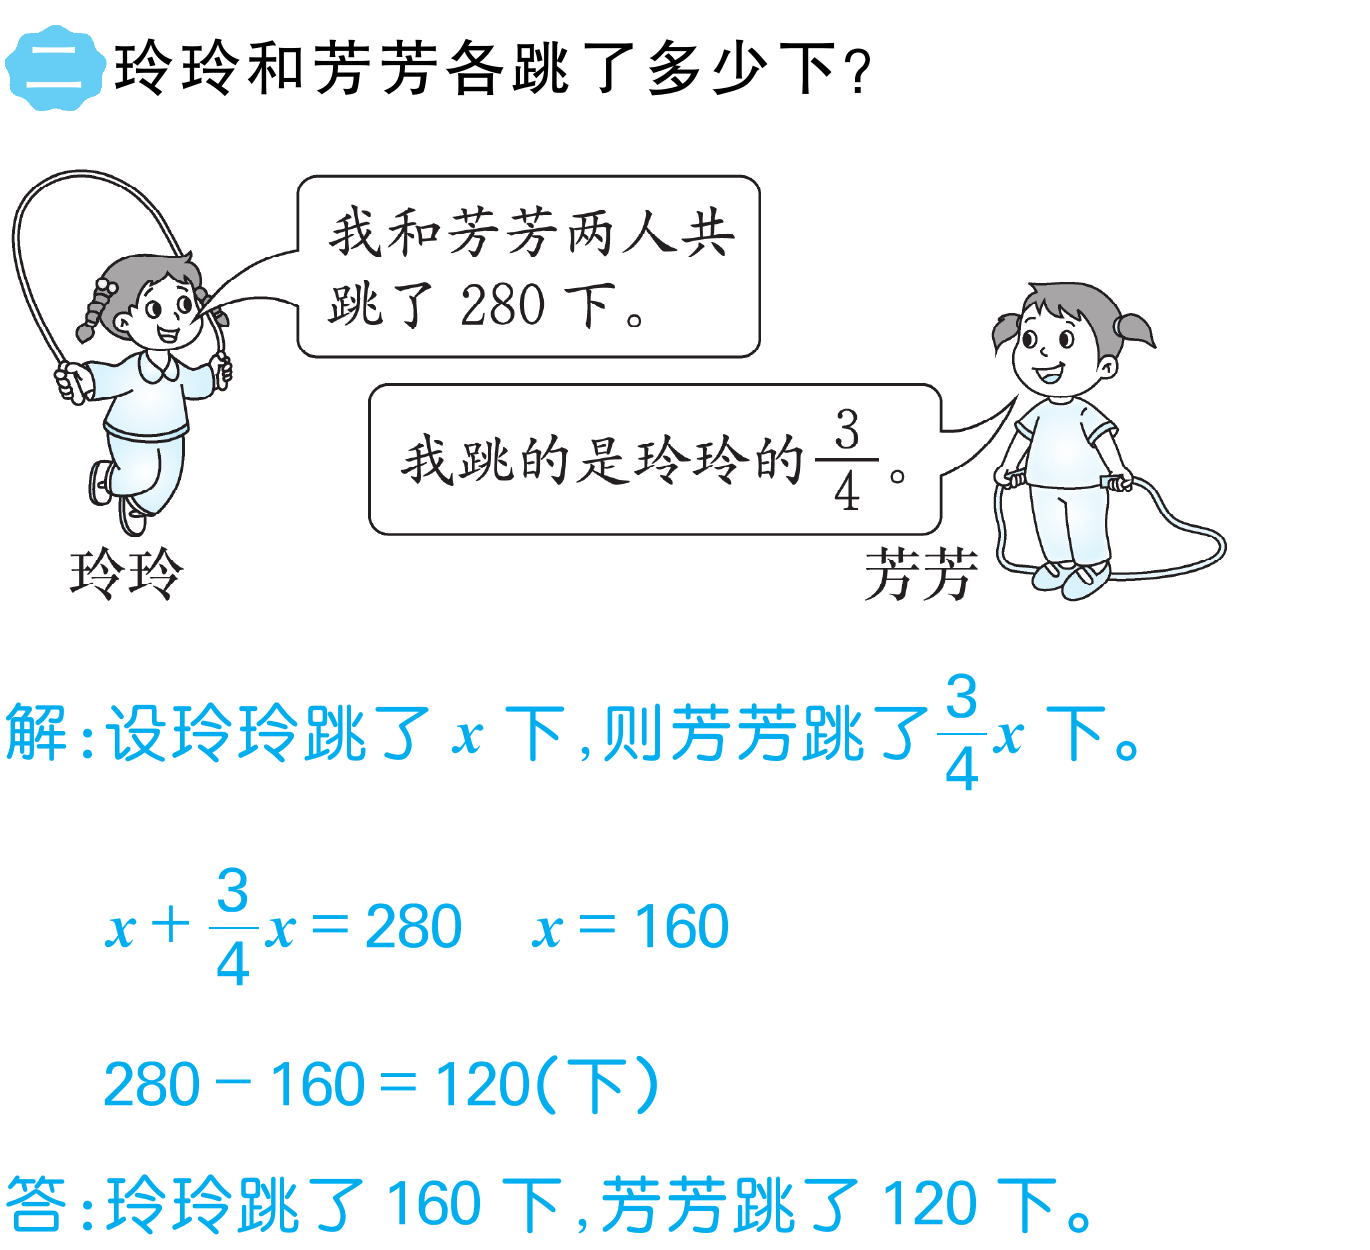 二 玲玲和芳芳各跳了多少下?
我和芳芳两人共
跳了 280 下。
我跳的是玲玲的3/4。
玲玲
芳芳
解:设玲玲跳了 x 下,则芳芳跳了3/4x 下。
x + 3/4x = 280  x = 160
280 - 160 = 120(下)
答:玲玲跳了 160 下,芳芳跳了 120 下。